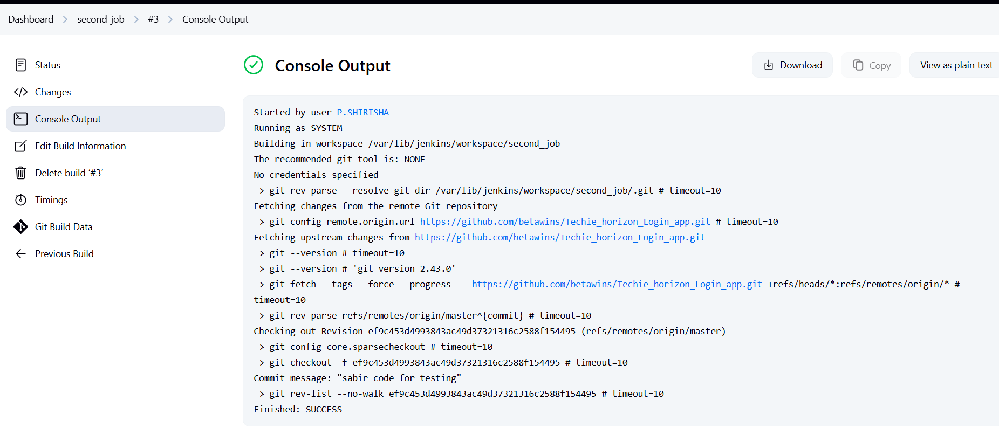 Dashboard > second_job > #3 > Console Output
Status
Changes
Console Output
Edit Build Information
Delete build ‘#3’
Timings
Git Build Data
Previous Build
Console Output
Download
Copy
View as plain text
Started by user P.SHIRISHA
Running as SYSTEM
Building in workspace /var/lib/jenkins/workspace/second_job
The recommended git tool is: NONE
No credentials specified
 > git rev-parse --resolve-git-dir /var/lib/jenkins/workspace/second_job/.git # timeout=10
Fetching changes from the remote Git repository
 > git config remote.origin.url https://github.com/betawins/Techie_horizon_Login_app.git # timeout=10
Fetching upstream changes from https://github.com/betawins/Techie_horizon_Login_app.git
 > git --version # timeout=10
 > git --version # 'git version 2.43.0'
 > git fetch --tags --force --progress -- https://github.com/betawins/Techie_horizon_Login_app.git +refs/heads/*:refs/remotes/origin/* #
timeout=10
 > git rev-parse refs/remotes/origin/master^{commit} # timeout=10
Checking out Revision ef9c453d4993843ac49d37321316c2588f154495 (refs/remotes/origin/master)
 > git config core.sparsecheckout # timeout=10
 > git checkout -f ef9c453d4993843ac49d37321316c2588f154495 # timeout=10
Commit message: "sabir code for testing"
 > git rev-list --no-walk ef9c453d4993843ac49d37321316c2588f154495 # timeout=10
Finished: SUCCESS